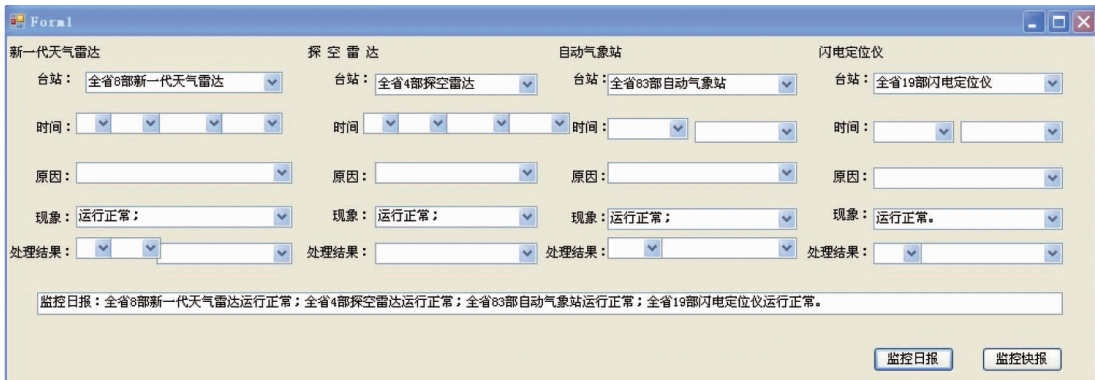 Form1
新一代天气雷达 探 空 雷 达 自动气象站 闪电定位仪
台站： 全省8部新一代天气雷达 台站： 全省4部探空雷达 台站：全省83部自动气象站 台站：全省19部闪电定位仪
时间： 时间 时间： 时间：
原因： 原因： 原因： 原因：
现象：运行正常； 现象：运行正常； 现象：运行正常； 现象：运行正常。
处理结果： 处理结果： 处理结果： 处理结果：
监控日报：全省8部新一代天气雷达运行正常；全省4部探空雷达运行正常；全省83部自动气象站运行正常；全省19部闪电定位仪运行正常。
监控日报 监控快报